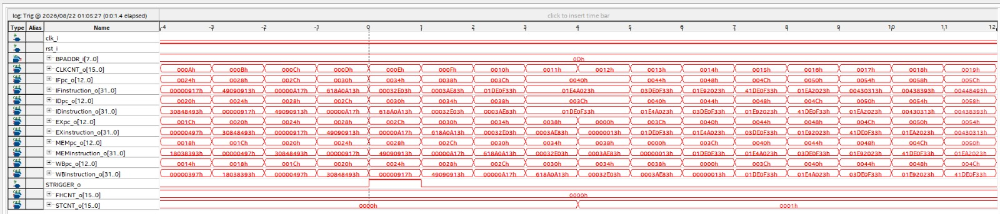 log: Trig @ 2026/08/22 01:05:27 (0:0:1.4 elapsed) click to insert time bar
Type Alias Name -4 -3 -2 -1 0 1 2 3 4 5 6 7 8 9 10 11 12
clk_i
rst_i
BPADDR_i[7..0] 0Dh
CLKCNT_o[15..0] 000Ah 000Bh 000Ch 000Dh 000Eh 000Fh 0010h 0011h 0012h 0013h 0014h 0015h 0016h 0017h 0018h 0019h
IFpc_o[12..0] 0024h 0028h 002Ch 0030h 0034h 0038h 003Ch 0040h 0044h 0048h 004Ch 0050h 0054h 0058h 005Ch
IFinstruction_o[31..0] 00000917h 49090913h 00000A17h 618A0A13h 00032E03h 0003AE83h 01DE0F33h 01E4A023h 03DE0F33h 01E92023h 41DE0F33h 01EA2023h 00430313h 00438393h 00448493h
IDpc_o[12..0] 0020h 0024h 0028h 002Ch 0030h 0034h 0038h 003Ch 0040h 0044h 0048h 004Ch 0050h 0054h 0058h
IDinstruction_o[31..0] 30848493h 00000917h 49090913h 00000A17h 618A0A13h 00032E03h 0003AE83h 01DE0F33h 01E4A023h 03DE0F33h 01E92023h 41DE0F33h 01EA2023h 00430313h 00438393h
EXpc_o[12..0] 001Ch 0020h 0024h 0028h 002Ch 0030h 0034h 0038h 0000h 003Ch 0040h 0044h 0048h 004Ch 0050h 0054h
EXinstruction_o[31..0] 00000497h 30848493h 00000917h 49090913h 00000A17h 618A0A13h 00032E03h 0003AE83h 00000013h 01DE0F33h 01E4A023h 03DE0F33h 01E92023h 41DE0F33h 01EA2023h 00430313h
MEMpc_o[12..0] 0018h 001Ch 0020h 0024h 0028h 002Ch 0030h 0034h 0038h 0000h 003Ch 0040h 0044h 0048h 004Ch 0050h
MEMinstruction_o[31..0] 18038393h 00000497h 30848493h 00000917h 49090913h 00000A17h 618A0A13h 00032E03h 0003AE83h 00000013h 01DE0F33h 01E4A023h 03DE0F33h 01E92023h 41DE0F33h 01EA2023h
WBpc_o[12..0] 0014h 0018h 001Ch 0020h 0024h 0028h 002Ch 0030h 0034h 0038h 0000h 003Ch 0040h 0044h 0048h 004Ch
WBinstruction_o[31..0] 00000397h 18038393h 00000497h 30848493h 00000917h 49090913h 00000A17h 618A0A13h 00032E03h 0003AE83h 00000013h 01DE0F33h 01E4A023h 03DE0F33h 01E92023h 41DE0F33h
STRIGGER_o
FHCNT_o[15..0] 0000h
STCNT_o[15..0] 0000h 0001h